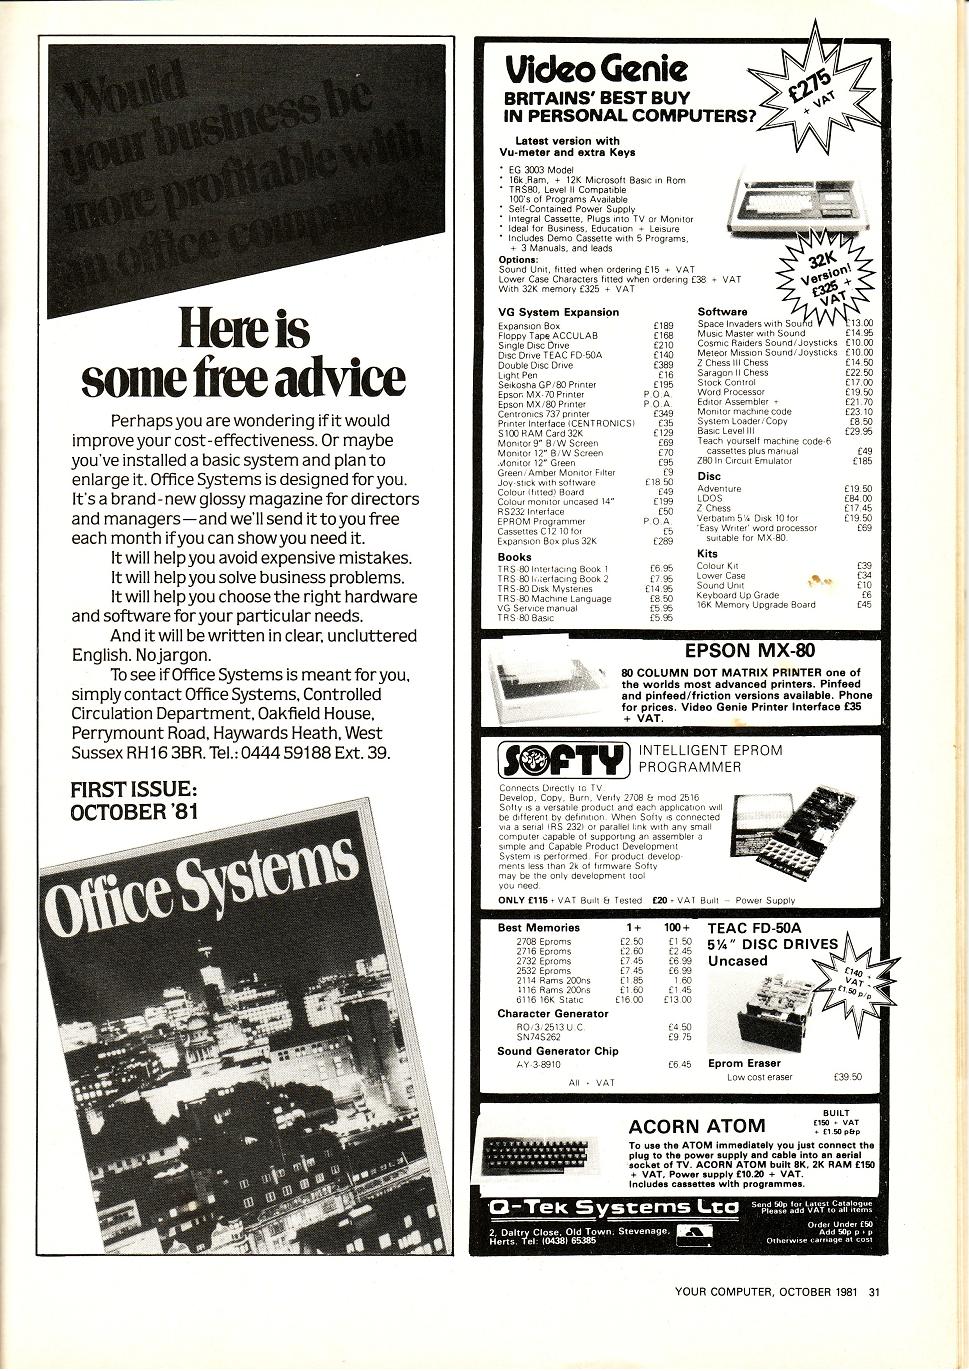 Would
your business be
more profitable with
an office computer?
Here is
some free advice
Perhaps you are wondering if it would
improve your cost-effectiveness. Or maybe
you've installed a basic system and plan to
enlarge it. Office Systems is designed for you.
It's a brand-new glossy magazine for directors
and managers—and we'll send it to you free
each month if you can show you need it.
It will help you avoid expensive mistakes.
It will help you solve business problems.
It will help you choose the right hardware
and software for your particular needs.
And it will be written in clear, uncluttered
English. No jargon.
To see if Office Systems is meant for you,
simply contact Office Systems, Controlled
Circulation Department, Oakfield House,
Perrymount Road, Haywards Heath, West
Sussex RH16 3BR. Tel.: 0444 59188 Ext. 39.
FIRST ISSUE:
OCTOBER '81
Office Systems
Video Genie
BRITAINS' BEST BUY
IN PERSONAL COMPUTERS?
£275
+ VAT
Latest version with
Vu-meter and extra Keys
* EG 3003 Model
* 16k Ram, + 12K Microsoft Basic in Rom
* TRS80, Level II Compatible
100's of Programs Available
* Self-Contained Power Supply
* Integral Cassette, Plugs into TV or Monitor
* Ideal for Business, Education + Leisure
* Includes Demo Cassette with 5 Programs,
+ 3 Manuals, and leads
Options:
Sound Unit, fitted when ordering £15 + VAT
Lower Case Characters fitted when ordering £38 + VAT
With 32K memory £325 + VAT
32K
Version!
£325 +
VAT
VG System Expansion
Expansion Box £189
Floppy Tape ACCULAB £168
Single Disc Drive £210
Disc Drive TEAC FD-50A £140
Double Disc Drive £389
Light Pen £16
Seikosha GP/80 Printer £195
Epson MX-70 Printer P.O.A.
Epson MX/80 Printer P.O.A.
Centronics 737 printer £349
Printer Interface (CENTRONICS) £35
S100 RAM Card 32K £129
Monitor 9" B/W Screen £69
Monitor 12" B/W Screen £70
Monitor 12" Green £95
Green/Amber Monitor Filter £9
Joy-stick with software £18.50
Colour (fitted) Board £49
Colour monitor uncased 14" £199
RS232 Interface £50
EPROM Programmer P.O.A.
Cassettes C12 10 for £5
Expansion Box plus 32K £289
Books
TRS-80 Interfacing Book 1 £6.95
TRS-80 Interfacing Book 2 £7.95
TRS-80 Disk Mysteries £14.95
TRS-80 Machine Language £8.50
VG Service manual £5.95
TRS-80 Basic £5.95
Software
Space Invaders with Sound £13.00
Music Master with Sound £14.95
Cosmic Raiders Sound/Joysticks £10.00
Meteor Mission Sound/Joysticks £10.00
Z Chess III Chess £14.50
Saragon II Chess £22.50
Stock Control £17.00
Word Processor £19.50
Editor Assembler + £21.70
Monitor machine code £23.10
System Loader/Copy £8.50
Basic Level III £29.95
Teach yourself machine code-6
cassettes plus manual £49
Z80 In Circuit Emulator £185
Disc
Adventure £19.50
LDOS £84.00
Z Chess £17.45
Verbatim 5¼ Disk 10 for £19.50
'Easy Writer' word processor £69
suitable for MX-80.
Kits
Colour Kit £39
Lower Case £34
Sound Unit £10
Keyboard Up Grade £6
16K Memory Upgrade Board £45
EPSON MX-80
80 COLUMN DOT MATRIX PRINTER one of
the worlds most advanced printers. Pinfeed
and pinfeed/friction versions available. Phone
for prices. Video Genie Printer Interface £35
+ VAT.
SOFTY
INTELLIGENT EPROM
PROGRAMMER
Connects Directly to TV.
Develop, Copy, Burn, Verify 2708 & mod 2516
Softy is a versatile product and each application will
be different by definition. When Softy is connected
via a serial (RS 232) or parallel link with any small
computer capable of supporting an assembler a
simple and Capable Product Development
System is performed. For product develop-
ments less than 2k of firmware Softy
may be the only development tool
you need.
ONLY £115 + VAT Built & Tested £20 + VAT Built — Power Supply
Best Memories 1+ 100+
2708 Eproms £2.50 £1.50
2716 Eproms £2.60 £2.45
2732 Eproms £7.45 £6.99
2532 Eproms £7.45 £6.99
2114 Rams 200ns £1.85 1.60
4116 Rams 200ns £1.60 £1.45
6116 16K Static £16.00 £13.00
Character Generator
RO/3/2513 U.C. £4.50
SN74S262 £9.75
Sound Generator Chip
AY-3-8910 £6.45
All + VAT
TEAC FD-50A
5¼" DISC DRIVES
Uncased
£140 +
VAT -
£1.50 p/p
Eprom Eraser
Low cost eraser £39.50
ACORN ATOM
BUILT
£150 + VAT
+ £1.50 p&p
To use the ATOM immediately you just connect the
plug to the power supply and cable into an aerial
socket of TV. ACORN ATOM built 8K, 2K RAM £150
+ VAT, Power supply £10.20 + VAT.
Includes cassettes with programmes.
Q-Tek Systems Ltd
2, Daltry Close, Old Town, Stevenage,
Herts. Tel: (0438) 65385
Send 50p for Latest Catalogue
Please add VAT to all items
Order Under £50
Add 50p p + p
Otherwise carriage at cost
YOUR COMPUTER, OCTOBER 1981 31